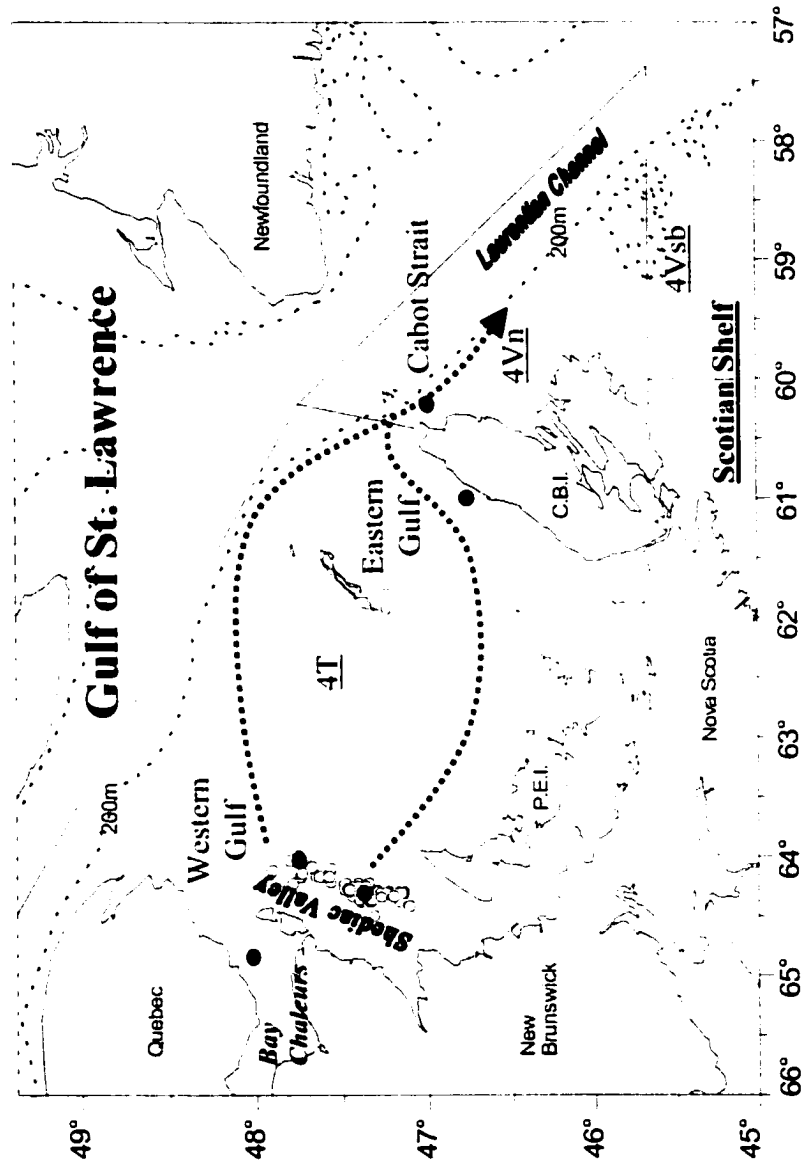 Gulf of St. Lawrence
49°
48°
47°
46°
45°
66°
65°
64°
63°
62°
61°
60°
59°
58°
57°
Quebec
200m
Newfoundland
Western
Gulf
Bay
Chaleurs
Shediac Valley
4T
Eastern
Gulf
Cabot Strait
Laurentian Channel
200m
4Vn
4Vsb
New
Brunswick
P.E.I.
C.B.I.
Nova Scotia
Scotian Shelf